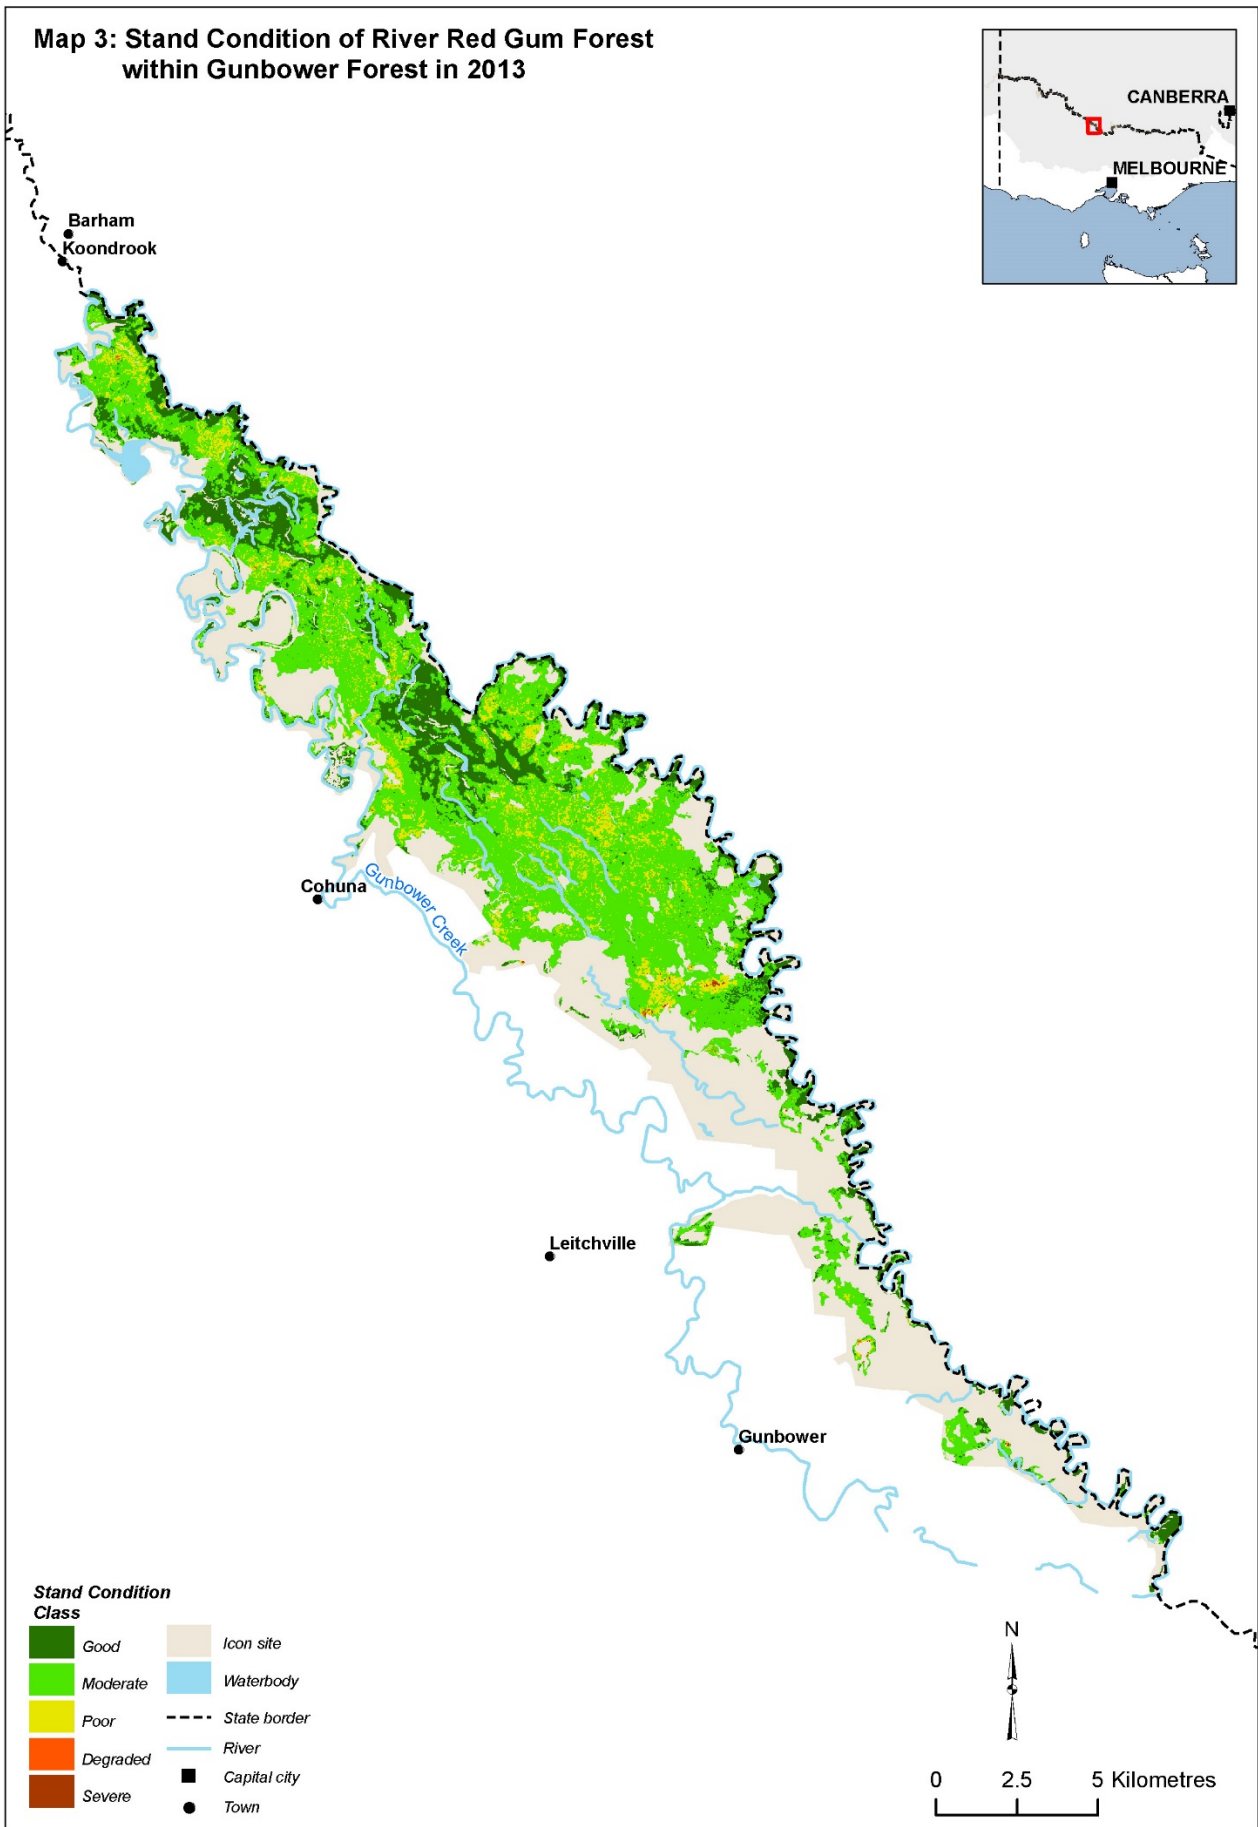 Map 3: Stand Condition of River Red Gum Forest
within Gunbower Forest in 2013
CANBERRA
MELBOURNE
Barham
Koondrook
Cohuna
Gunbower Creek
Leitchville
Gunbower
Stand Condition
Class
Good
Moderate
Poor
Degraded
Severe
Icon site
Waterbody
State border
River
Capital city
Town
N
0 2.5 5 Kilometres